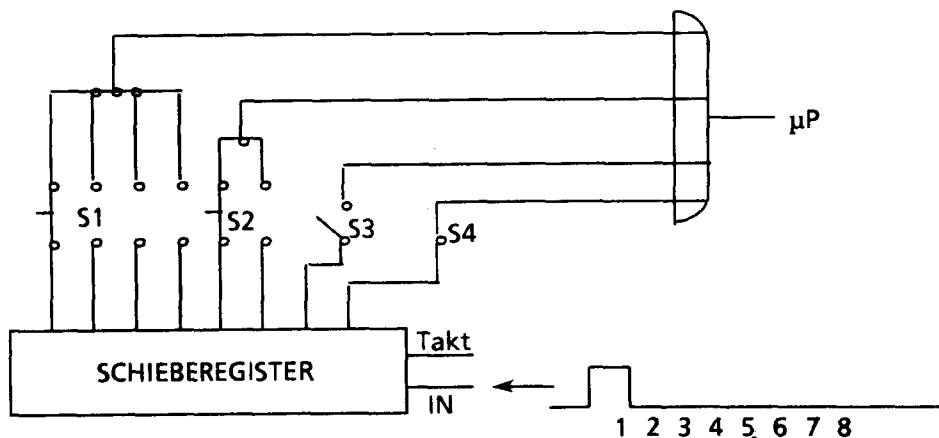 µP
S1
S2
S3
S4
SCHIEBEREGISTER
Takt
IN
1 2 3 4 5 6 7 8